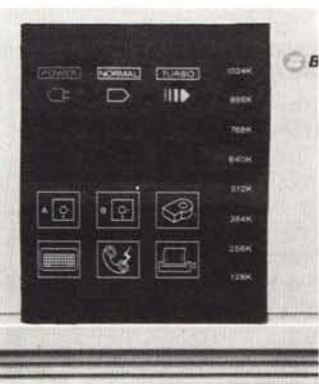 POWER NORMAL TURBO 1024K
896K
768K
640K
512K
A B 384K
256K
128K
B